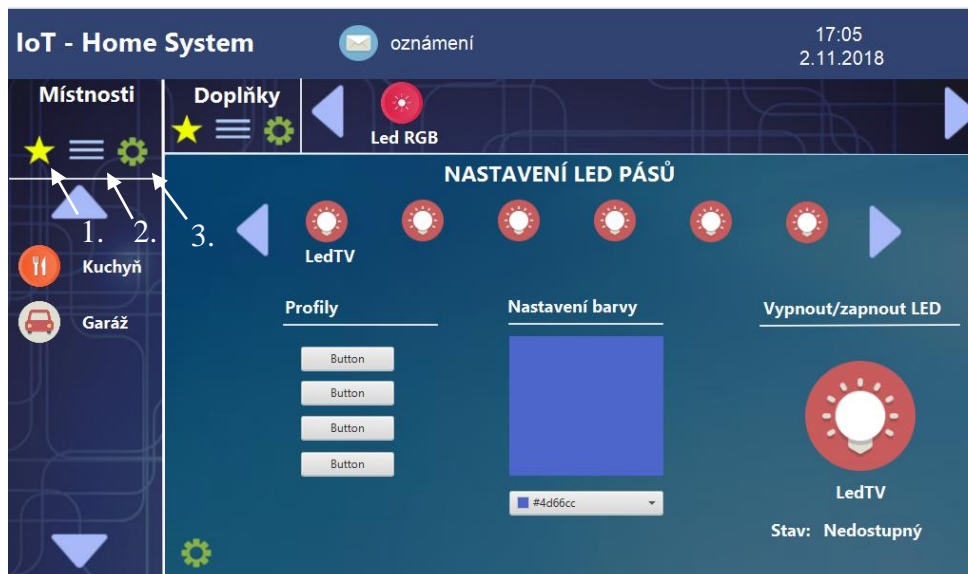 IoT - Home System
oznámení
17:05
2.11.2018
Místnosti
Doplňky
Led RGB
1. 2. 3.
Kuchyň
Garáž
NASTAVENÍ LED PÁSŮ
LedTV
Profily
Button
Button
Button
Button
Nastavení barvy
#4d66cc
Vypnout/zapnout LED
LedTV
Stav: Nedostupný